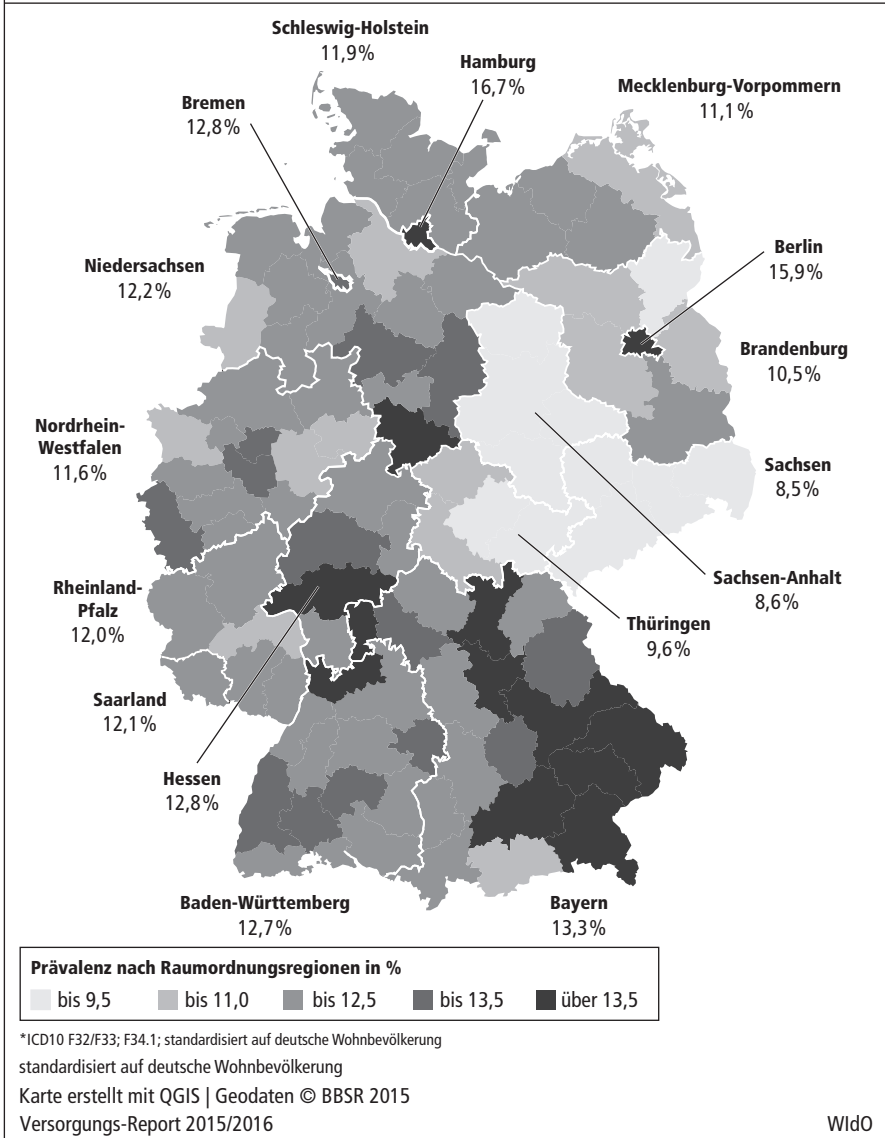 Schleswig-Holstein
11,9%
Hamburg
16,7%
Mecklenburg-Vorpommern
11,1%
Bremen
12,8%
Berlin
15,9%
Niedersachsen
12,2%
Brandenburg
10,5%
Nordrhein-
Westfalen
11,6%
Sachsen
8,5%
Sachsen-Anhalt
8,6%
Rheinland-
Pfalz
12,0%
Thüringen
9,6%
Saarland
12,1%
Hessen
12,8%
Baden-Württemberg
12,7%
Bayern
13,3%
Prävalenz nach Raumordnungsregionen in %
bis 9,5 bis 11,0 bis 12,5 bis 13,5 über 13,5
*ICD10 F32/F33; F34.1; standardisiert auf deutsche Wohnbevölkerung
standardisiert auf deutsche Wohnbevölkerung
Karte erstellt mit QGIS | Geodaten © BBSR 2015
Versorgungs-Report 2015/2016 WIdO